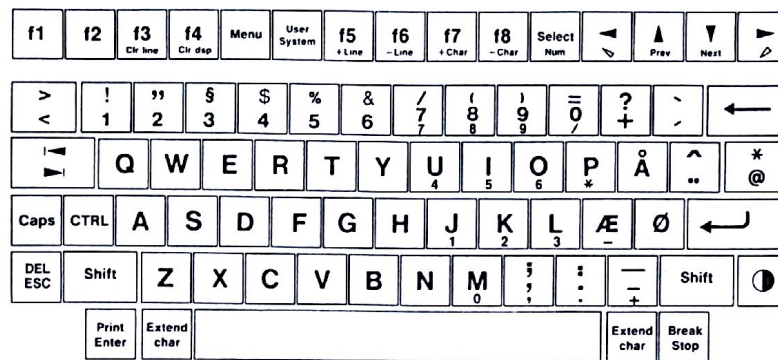 f1 f2 f3 f4 Menu User f5 f6 f7 f8 Select
Clr line Clr dsp System +Line −Line +Char −Char Num Prev Next
> ! ” § $ % & / ( ) = ? `
< 1 2 3 4 5 6 7 8 9 0 + ´
7 8 9 /
Q W E R T Y U I O P Å ^ *
4 5 6 * ¨ @
Caps CTRL A S D F G H J K L Æ Ø
1 2 3 −
DEL Shift Z X C V B N M ; : — Shift
ESC , . -
0 +
Print Extend Extend Break
Enter char char Stop